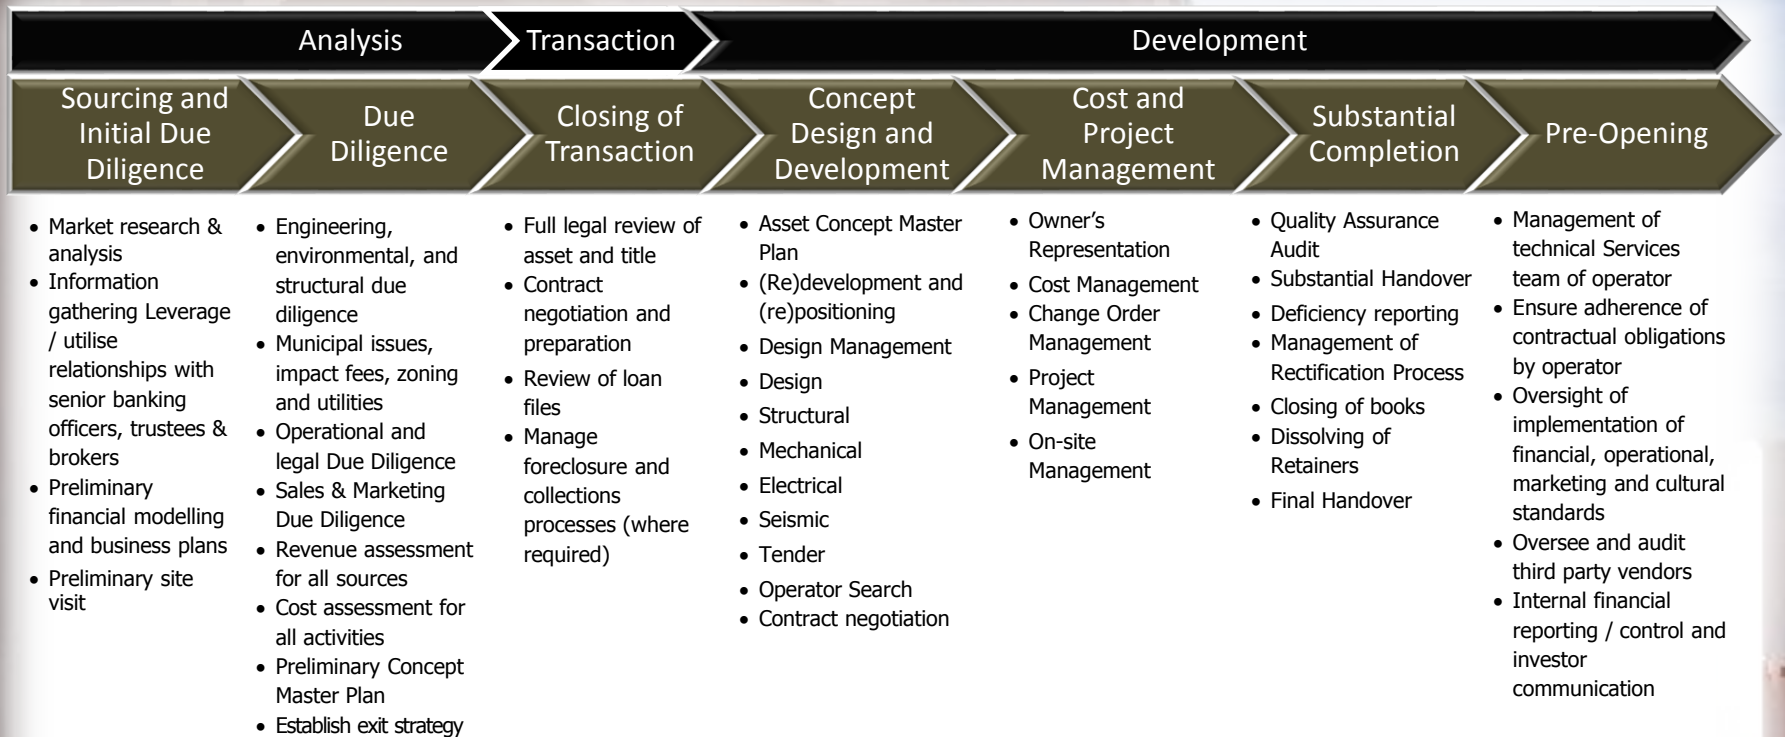 Analysis
Transaction
Development
Sourcing and
Initial Due
Diligence
Due
Diligence
Closing of
Transaction
Concept
Design and
Development
Cost and
Project
Management
Substantial
Completion
Pre-Opening
• Market research &
analysis
• Information
gathering Leverage
/ utilise
relationships with
senior banking
officers, trustees &
brokers
• Preliminary
financial modelling
and business plans
• Preliminary site
visit
• Engineering,
environmental, and
structural due
diligence
• Municipal issues,
impact fees, zoning
and utilities
• Operational and
legal Due Diligence
• Sales & Marketing
Due Diligence
• Revenue assessment
for all sources
• Cost assessment for
all activities
• Preliminary Concept
Master Plan
• Establish exit strategy
• Full legal review of
asset and title
• Contract
negotiation and
preparation
• Review of loan
files
• Manage
foreclosure and
collections
processes (where
required)
• Asset Concept Master
Plan
• (Re)development and
(re)positioning
• Design Management
• Design
• Structural
• Mechanical
• Electrical
• Seismic
• Tender
• Operator Search
• Contract negotiation
• Owner’s
Representation
• Cost Management
• Change Order
Management
• Project
Management
• On-site
Management
• Quality Assurance
Audit
• Substantial Handover
• Deficiency reporting
• Management of
Rectification Process
• Closing of books
• Dissolving of
Retainers
• Final Handover
• Management of
technical Services
team of operator
• Ensure adherence of
contractual obligations
by operator
• Oversight of
implementation of
financial, operational,
marketing and cultural
standards
• Oversee and audit
third party vendors
• Internal financial
reporting / control and
investor
communication